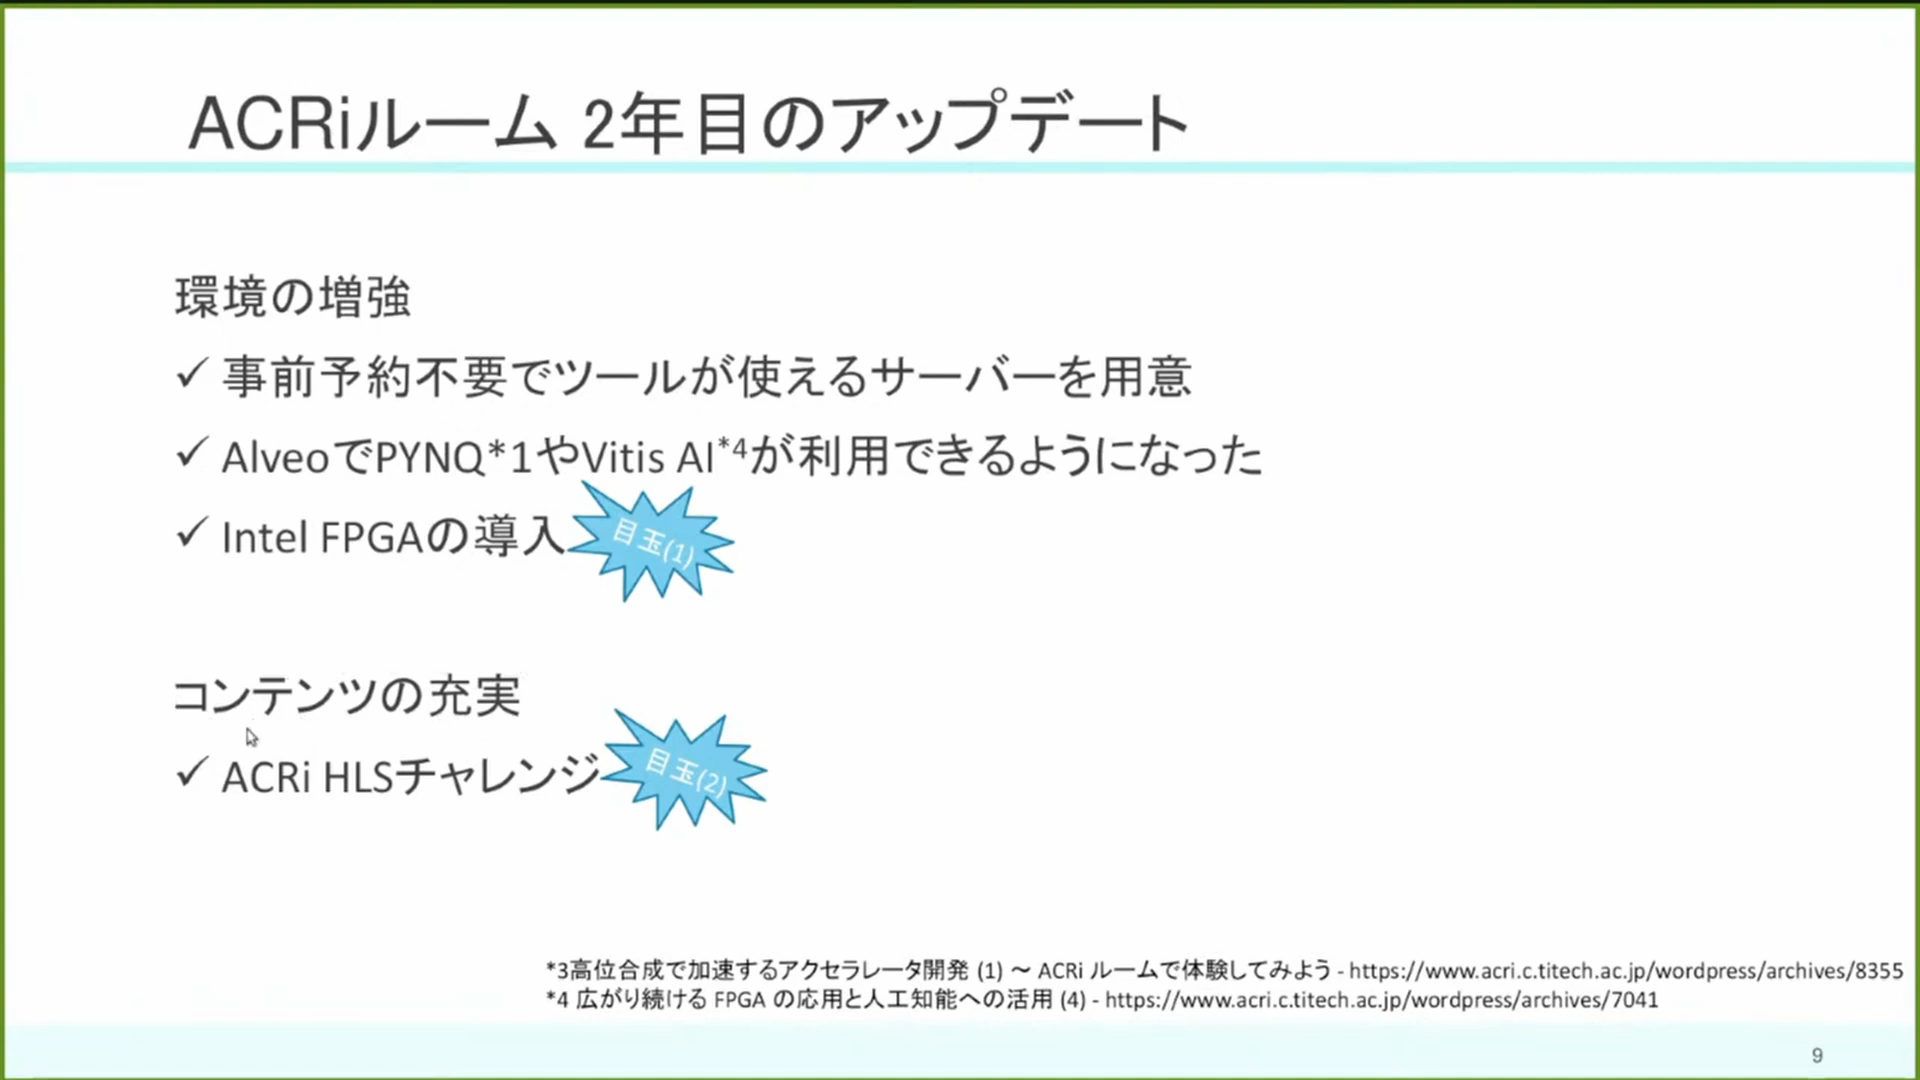 ACRiルーム 2年目のアップデート
環境の増強
✓ 事前予約不要でツールが使えるサーバーを用意
✓ AlveoでPYNQ*1やVitis AI*4が利用できるようになった
✓ Intel FPGAの導入
目玉(1)
コンテンツの充実
✓ ACRi HLSチャレンジ
目玉(2)
*3高位合成で加速するアクセラレータ開発 (1) ～ ACRi ルームで体験してみよう - https://www.acri.c.titech.ac.jp/wordpress/archives/8355
*4 広がり続ける FPGA の応用と人工知能への活用 (4) - https://www.acri.c.titech.ac.jp/wordpress/archives/7041
9